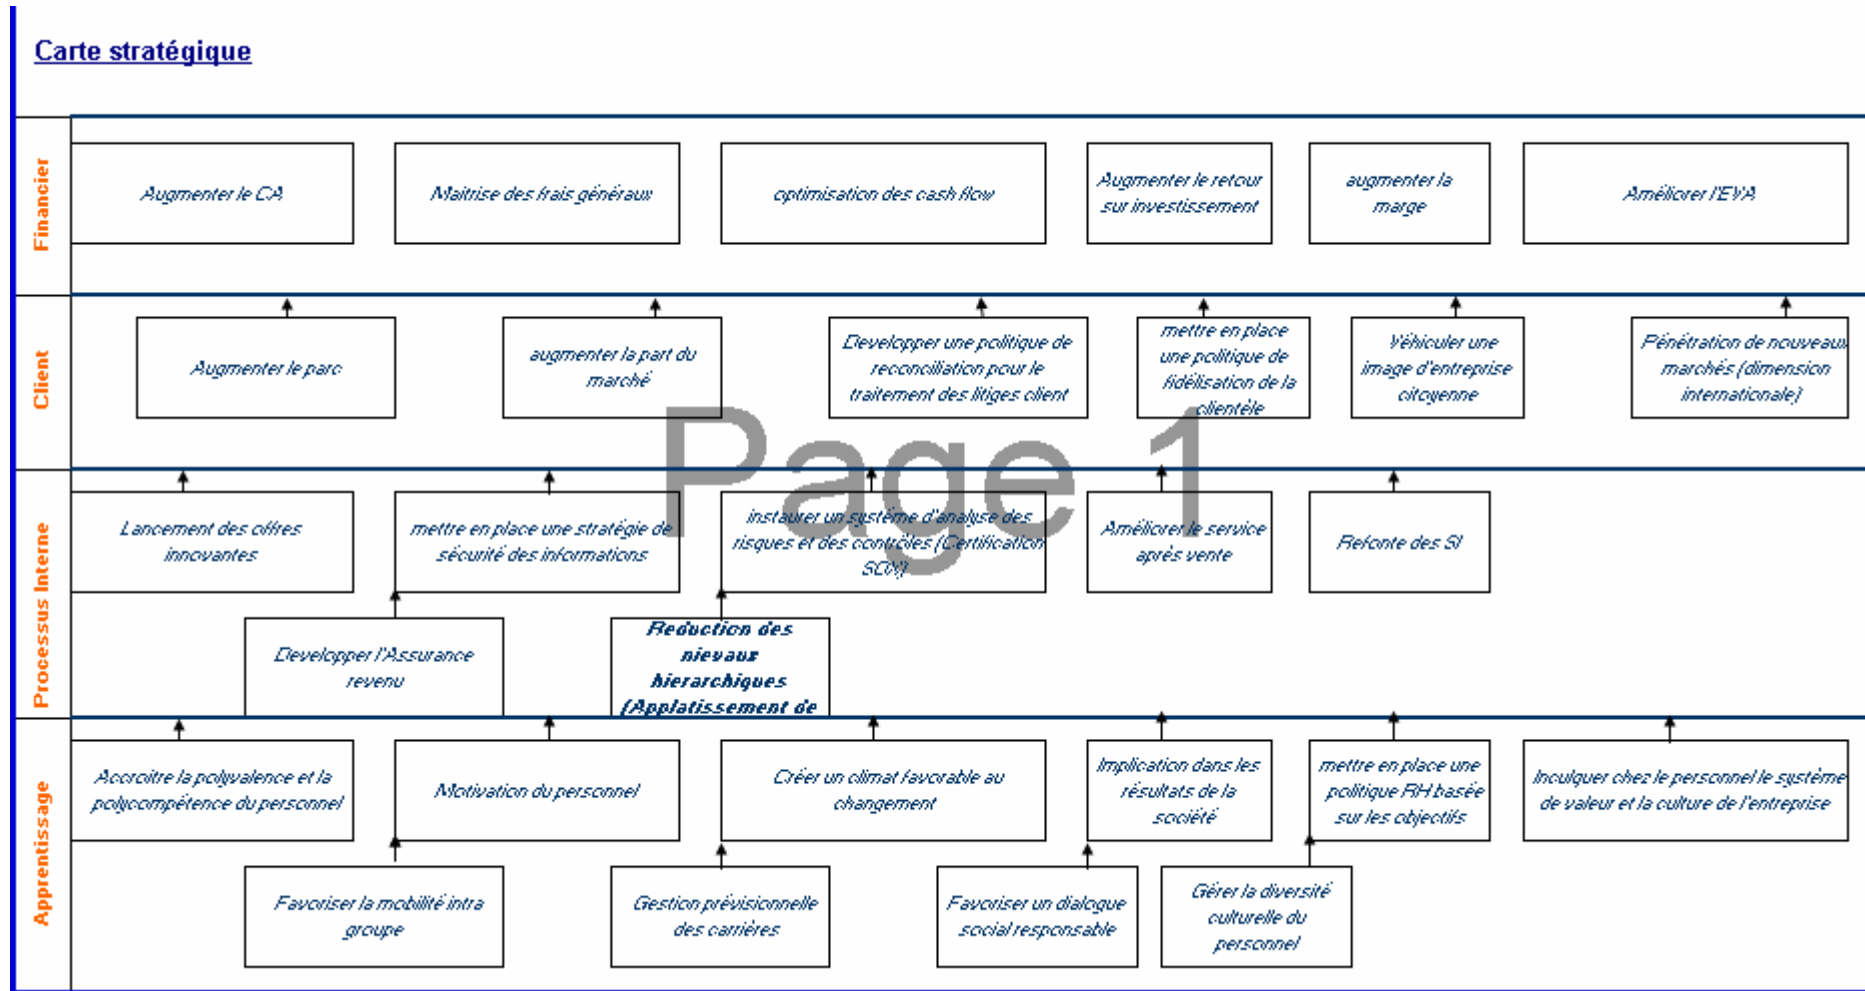 Carte stratégique
Financier
Augmenter le CA
Maitrise des frais généraux
optimisation des cash flow
Augmenter le retour
sur investissement
augmenter la
marge
Améliorer l'EVA
Client
Augmenter le parc
augmenter la part du
marché
Developper une politique de
reconciliation pour le
traitement des litiges client
mettre en place
une politique de
fidélisation de la
clientèle
Véhiculer une
image d'entreprise
citoyenne
Pénétration de nouveaux
marchés (dimension
internationale)
Page 1
Processus Interne
Lancement des offres
innovantes
mettre en place une stratégie de
sécurité des informations
instaurer un système d'analyse des
risques et des contrôles (Certification
SOX)
Améliorer le service
après vente
Refonte des SI
Developper l'Assurance
revenu
Reduction des
nievaux
hierarchiques
(Applatissement de
Apprentissage
Accroitre la polyvalence et la
polycompétence du personnel
Motivation du personnel
Créer un climat favorable au
changement
Implication dans les
résultats de la
société
mettre en place une
politique RH basée
sur les objectifs
Inculquer chez le personnel le système
de valeur et la culture de l'entreprise
Favoriser la mobilité intra
groupe
Gestion prévisionnelle
des carrières
Favoriser un dialogue
social responsable
Gérer la diversité
culturelle du
personnel